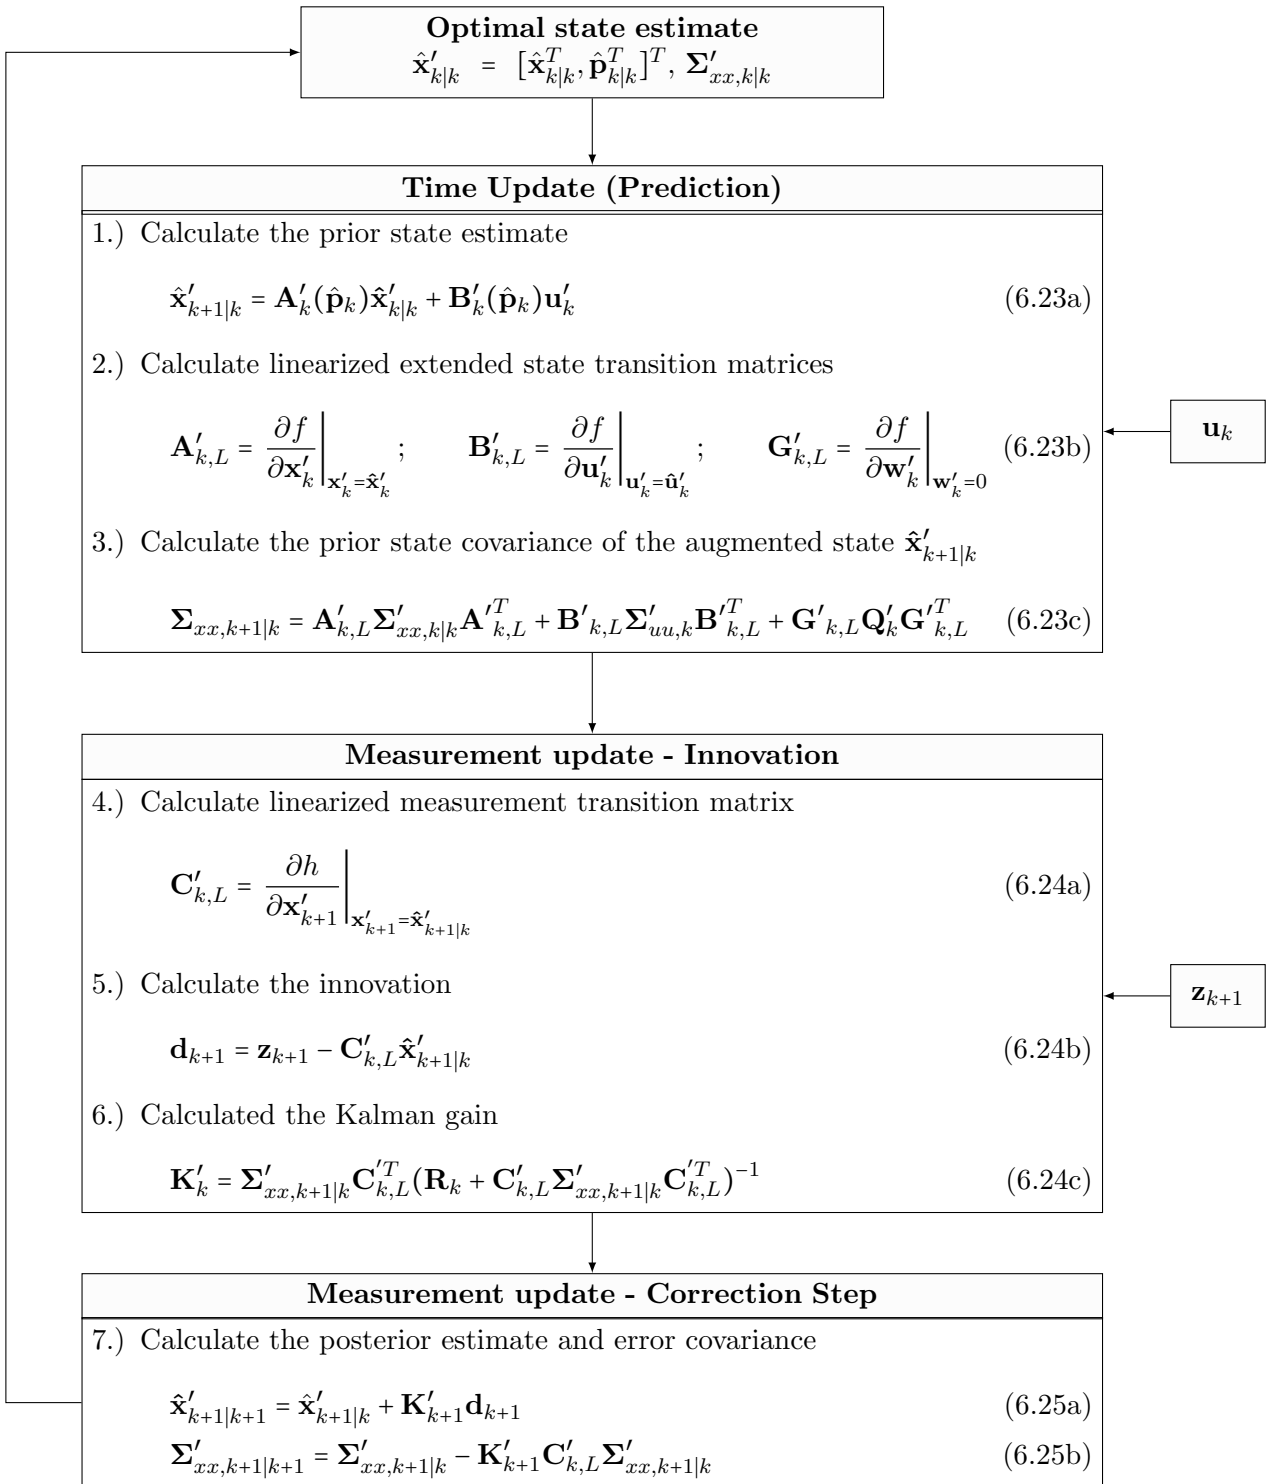 Optimal state estimate
x̂′_{k|k} = [x̂^T_{k|k}, p̂^T_{k|k}]^T, Σ′_{xx,k|k}
Time Update (Prediction)
1.) Calculate the prior state estimate
x̂′_{k+1|k} = A′_k(p̂_k)x̂′_{k|k} + B′_k(p̂_k)u′_k (6.23a)
2.) Calculate linearized extended state transition matrices
A′_{k,L} = ∂f/∂x′_k |_{x′_k=x̂′_k} ; B′_{k,L} = ∂f/∂u′_k |_{u′_k=û′_k} ; G′_{k,L} = ∂f/∂w′_k |_{w′_k=0} (6.23b)
u_k
3.) Calculate the prior state covariance of the augmented state x̂′_{k+1|k}
Σ_{xx,k+1|k} = A′_{k,L}Σ′_{xx,k|k}A′^T_{k,L} + B′_{k,L}Σ′_{uu,k}B′^T_{k,L} + G′_{k,L}Q′_kG′^T_{k,L} (6.23c)
Measurement update - Innovation
4.) Calculate linearized measurement transition matrix
C′_{k,L} = ∂h/∂x′_{k+1} |_{x′_{k+1}=x̂′_{k+1|k}} (6.24a)
5.) Calculate the innovation
z_{k+1}
d_{k+1} = z_{k+1} − C′_{k,L}x̂′_{k+1|k} (6.24b)
6.) Calculated the Kalman gain
K′_k = Σ′_{xx,k+1|k}C′^T_{k,L}(R_k + C′_{k,L}Σ′_{xx,k+1|k}C′^T_{k,L})^{−1} (6.24c)
Measurement update - Correction Step
7.) Calculate the posterior estimate and error covariance
x̂′_{k+1|k+1} = x̂′_{k+1|k} + K′_{k+1}d_{k+1} (6.25a)
Σ′_{xx,k+1|k+1} = Σ′_{xx,k+1|k} − K′_{k+1}C′_{k,L}Σ′_{xx,k+1|k} (6.25b)